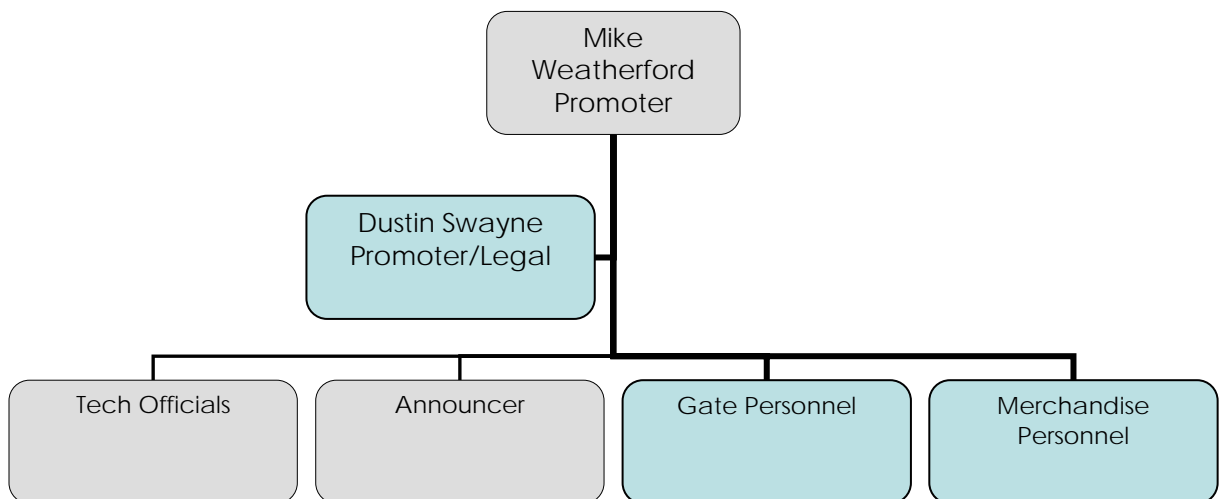 Mike
Weatherford
Promoter
Dustin Swayne
Promoter/Legal
Tech Officials
Announcer
Gate Personnel
Merchandise
Personnel